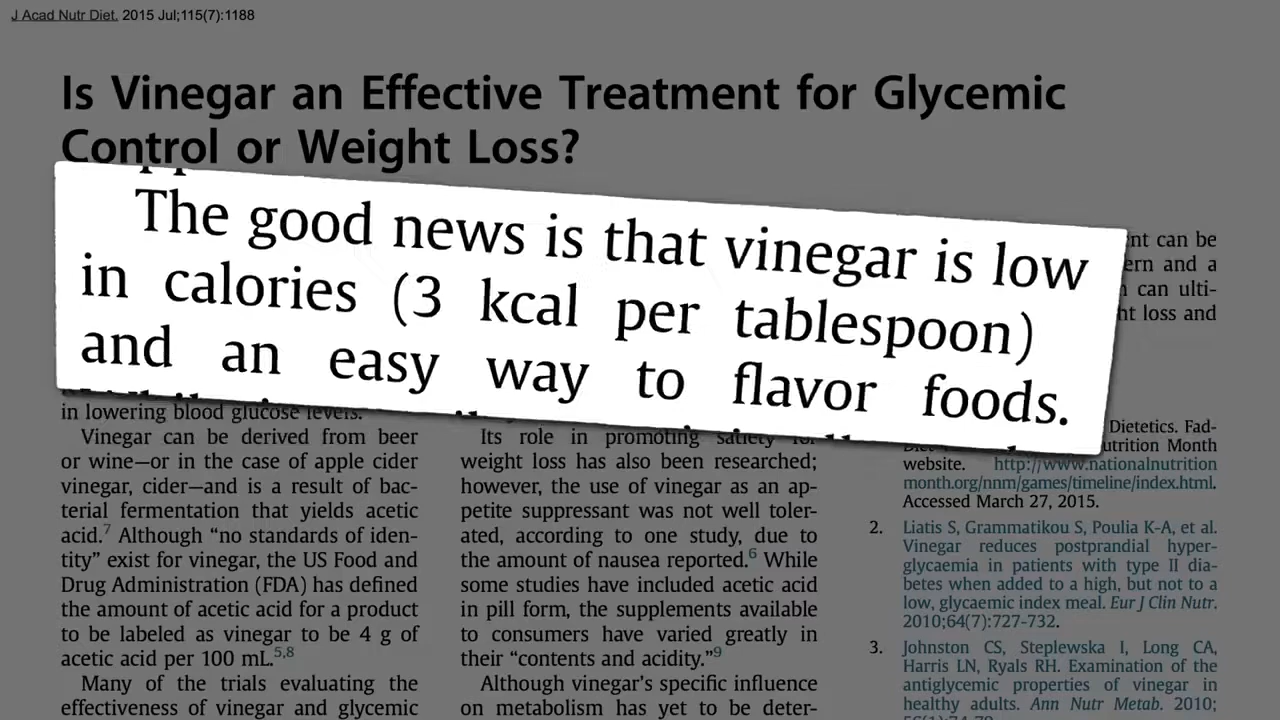 J Acad Nutr Diet. 2015 Jul;115(7):1188
Is Vinegar an Effective Treatment for Glycemic
Control or Weight Loss?
The good news is that vinegar is low
in calories (3 kcal per tablespoon)
and an easy way to flavor foods.
in lowering blood glucose levels.
Vinegar can be derived from beer
or wine—or in the case of apple cider
vinegar, cider—and is a result of bac-
terial fermentation that yields acetic
acid.7 Although “no standards of iden-
tity” exist for vinegar, the US Food and
Drug Administration (FDA) has defined
the amount of acetic acid for a product
to be labeled as vinegar to be 4 g of
acetic acid per 100 mL.5,8
Many of the trials evaluating the
effectiveness of vinegar and glycemic
Its role in promoting satiety for
weight loss has also been researched;
however, the use of vinegar as an ap-
petite suppressant was not well toler-
ated, according to one study, due to
the amount of nausea reported.6 While
some studies have included acetic acid
in pill form, the supplements available
to consumers have varied greatly in
their “contents and acidity.”9
Although vinegar’s specific influence
on metabolism has yet to be deter-
nt can be
ern and a
can ulti-
ht loss and
Dietetics. Fad-
utrition Month
website. http://www.nationalnutrition
month.org/nnm/games/timeline/index.html.
Accessed March 27, 2015.
2. Liatis S, Grammatikou S, Poulia K-A, et al.
Vinegar reduces postprandial hyper-
glycaemia in patients with type II dia-
betes when added to a high, but not to a
low, glycaemic index meal. Eur J Clin Nutr.
2010;64(7):727-732.
3. Johnston CS, Steplewska I, Long CA,
Harris LN, Ryals RH. Examination of the
antiglycemic properties of vinegar in
healthy adults. Ann Nutr Metab. 2010;